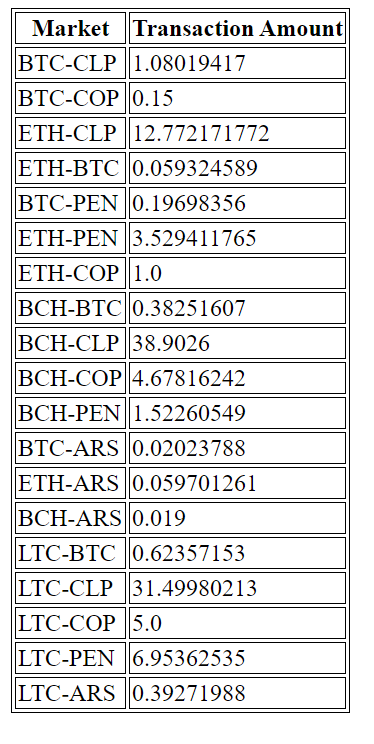 Market Transaction Amount
BTC-CLP 1.08019417
BTC-COP 0.15
ETH-CLP 12.772171772
ETH-BTC 0.059324589
BTC-PEN 0.19698356
ETH-PEN 3.529411765
ETH-COP 1.0
BCH-BTC 0.38251607
BCH-CLP 38.9026
BCH-COP 4.67816242
BCH-PEN 1.52260549
BTC-ARS 0.02023788
ETH-ARS 0.059701261
BCH-ARS 0.019
LTC-BTC 0.62357153
LTC-CLP 31.49980213
LTC-COP 5.0
LTC-PEN 6.95362535
LTC-ARS 0.39271988